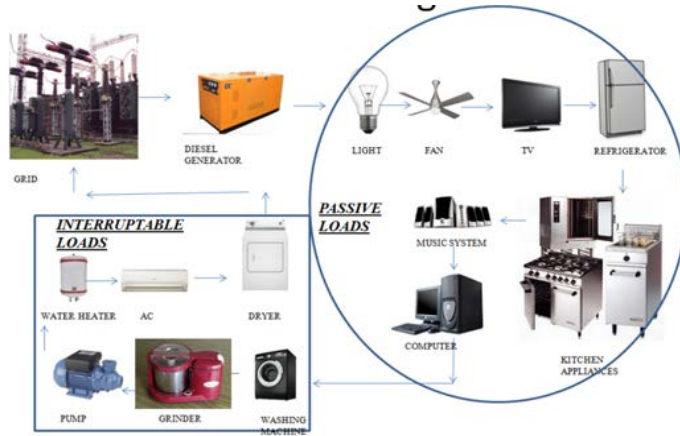 LIGHT
FAN
TV
REFRIGERATOR
DIESEL
GENERATOR
GRID
INTERRUPTABLE
LOADS
PASSIVE
LOADS
MUSIC SYSTEM
WATER HEATER
AC
DRYER
COMPUTER
KITCHEN
APPLIANCES
PUMP
GRINDER
WASHING
MACHINE